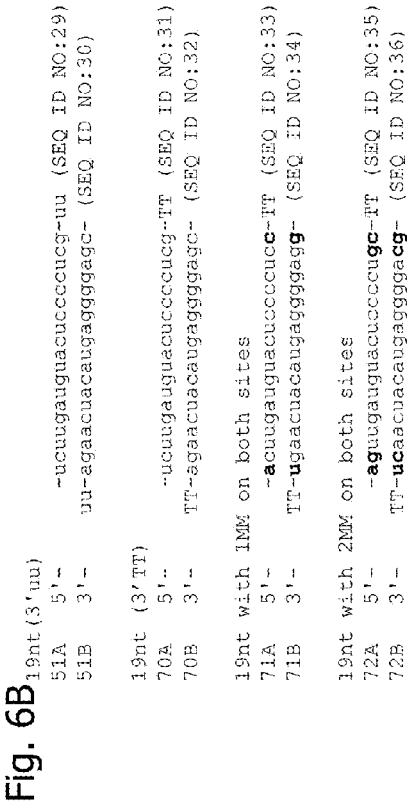 Fig. 6B
19nt(3'uu)
51A 5'- -ucuugauguacuccccucg-uu (SEQ ID NO:29)
51B 3'- uu-agaacuacaugaggggagc- (SEQ ID NO:30)
19nt (3'TT)
70A 5'- -ucuugauguacuccccucg-TT (SEQ ID NO:31)
70B 3'- TT-agaacuacaugaggggagc- (SEQ ID NO:32)
19nt with 1MM on both sites
71A 5'- -acuugauguacuccccucc-TT (SEQ ID NO:33)
71B 3'- TT-ugaacuacaugaggggagg- (SEQ ID NO:34)
19nt with 2MM on both sites
72A 5'- -aguugauguacuccccugc-TT (SEQ ID NO:35)
72B 3'- TT-ucaacuacaugaggggacg- (SEQ ID NO:36)